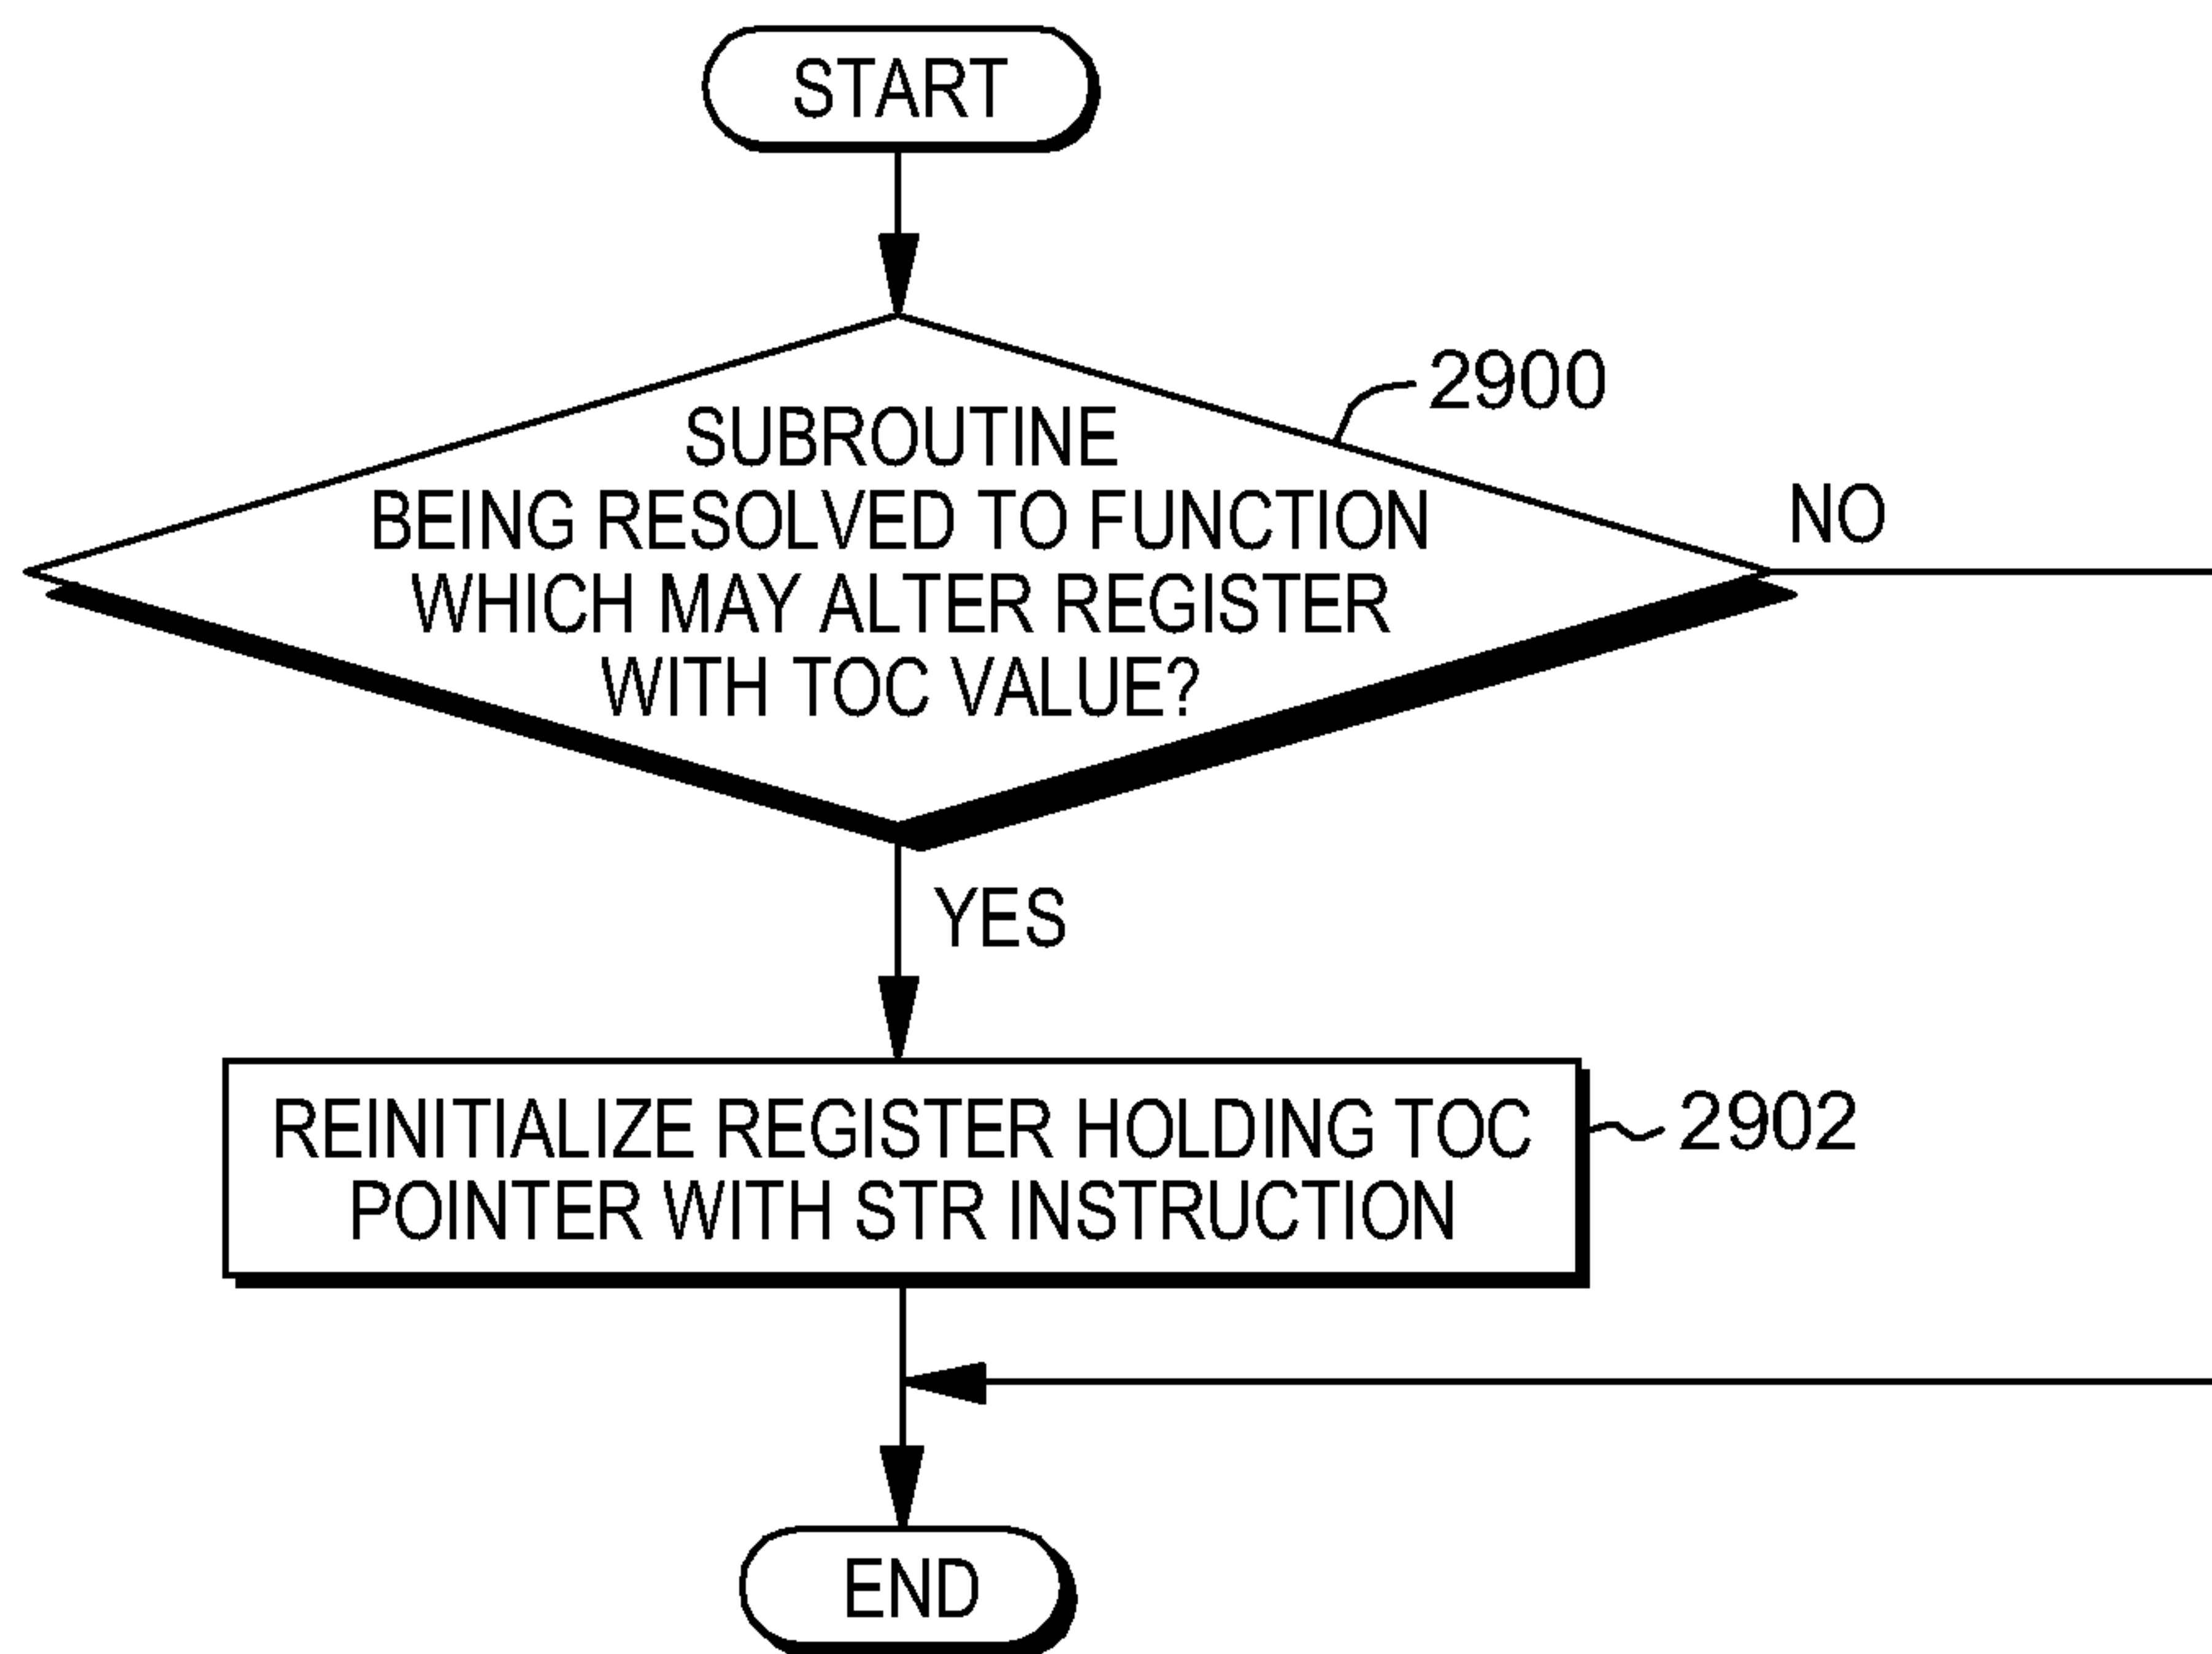 START
2900
SUBROUTINE
BEING RESOLVED TO FUNCTION
WHICH MAY ALTER REGISTER
WITH TOC VALUE?
NO
YES
REINITIALIZE REGISTER HOLDING TOC
POINTER WITH STR INSTRUCTION
2902
END